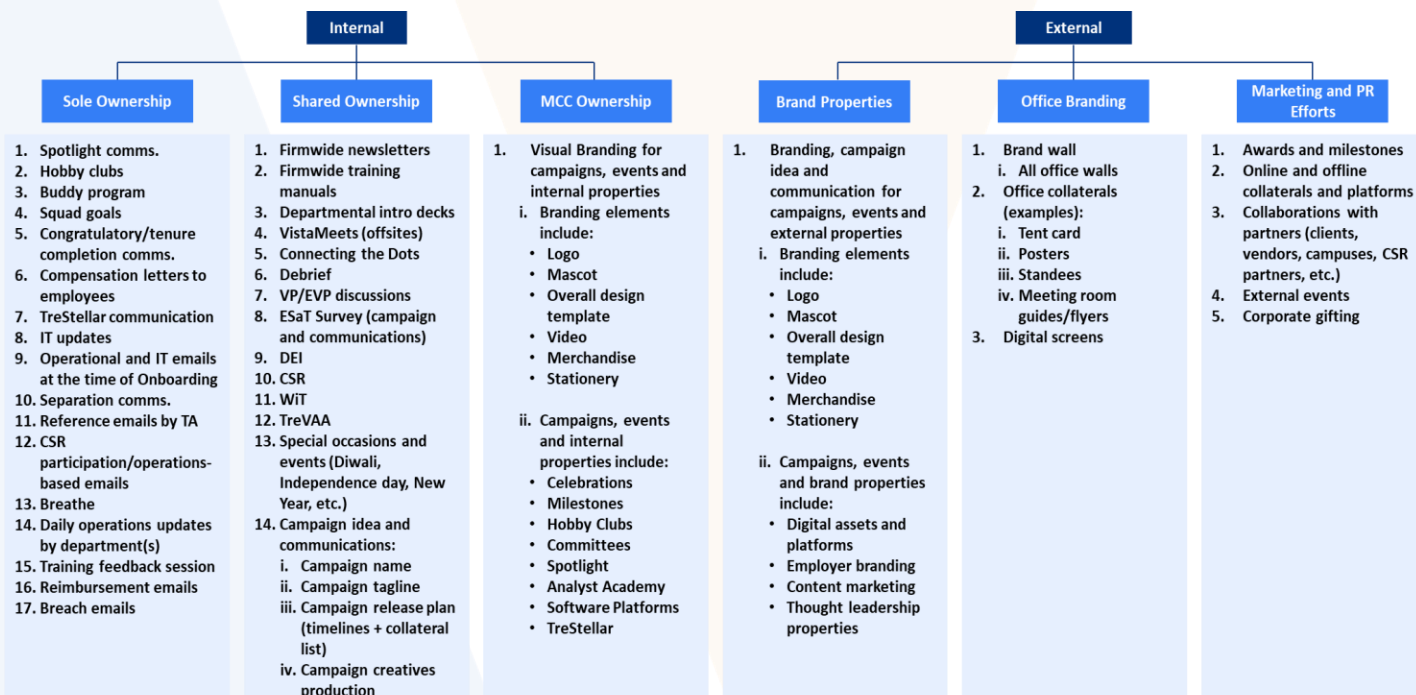 Internal
External
Sole Ownership
1. Spotlight comms.
2. Hobby clubs
3. Buddy program
4. Squad goals
5. Congratulatory/tenure
completion comms.
6. Compensation letters to
employees
7. TreStellar communication
8. IT updates
9. Operational and IT emails
at the time of Onboarding
10. Separation comms.
11. Reference emails by TA
12. CSR
participation/operations-
based emails
13. Breathe
14. Daily operations updates
by department(s)
15. Training feedback session
16. Reimbursement emails
17. Breach emails
Shared Ownership
1. Firmwide newsletters
2. Firmwide training
manuals
3. Departmental intro decks
4. VistaMeets (offsites)
5. Connecting the Dots
6. Debrief
7. VP/EVP discussions
8. ESaT Survey (campaign
and communications)
9. DEI
10. CSR
11. WiT
12. TreVAA
13. Special occasions and
events (Diwali,
Independence day, New
Year, etc.)
14. Campaign idea and
communications:
i. Campaign name
ii. Campaign tagline
iii. Campaign release plan
(timelines + collateral
list)
iv. Campaign creatives
production
MCC Ownership
1. Visual Branding for
campaigns, events and
internal properties
i. Branding elements
include:
• Logo
• Mascot
• Overall design
template
• Video
• Merchandise
• Stationery
ii. Campaigns, events
and internal
properties include:
• Celebrations
• Milestones
• Hobby Clubs
• Committees
• Spotlight
• Analyst Academy
• Software Platforms
• TreStellar
Brand Properties
1. Branding, campaign
idea and
communication for
campaigns, events and
external properties
i. Branding elements
include:
• Logo
• Mascot
• Overall design
template
• Video
• Merchandise
• Stationery
ii. Campaigns, events
and brand properties
include:
• Digital assets and
platforms
• Employer branding
• Content marketing
• Thought leadership
properties
Office Branding
1. Brand wall
i. All office walls
2. Office collaterals
(examples):
i. Tent card
ii. Posters
iii. Standees
iv. Meeting room
guides/flyers
3. Digital screens
Marketing and PR
Efforts
1. Awards and milestones
2. Online and offline
collaterals and platforms
3. Collaborations with
partners (clients,
vendors, campuses, CSR
partners, etc.)
4. External events
5. Corporate gifting